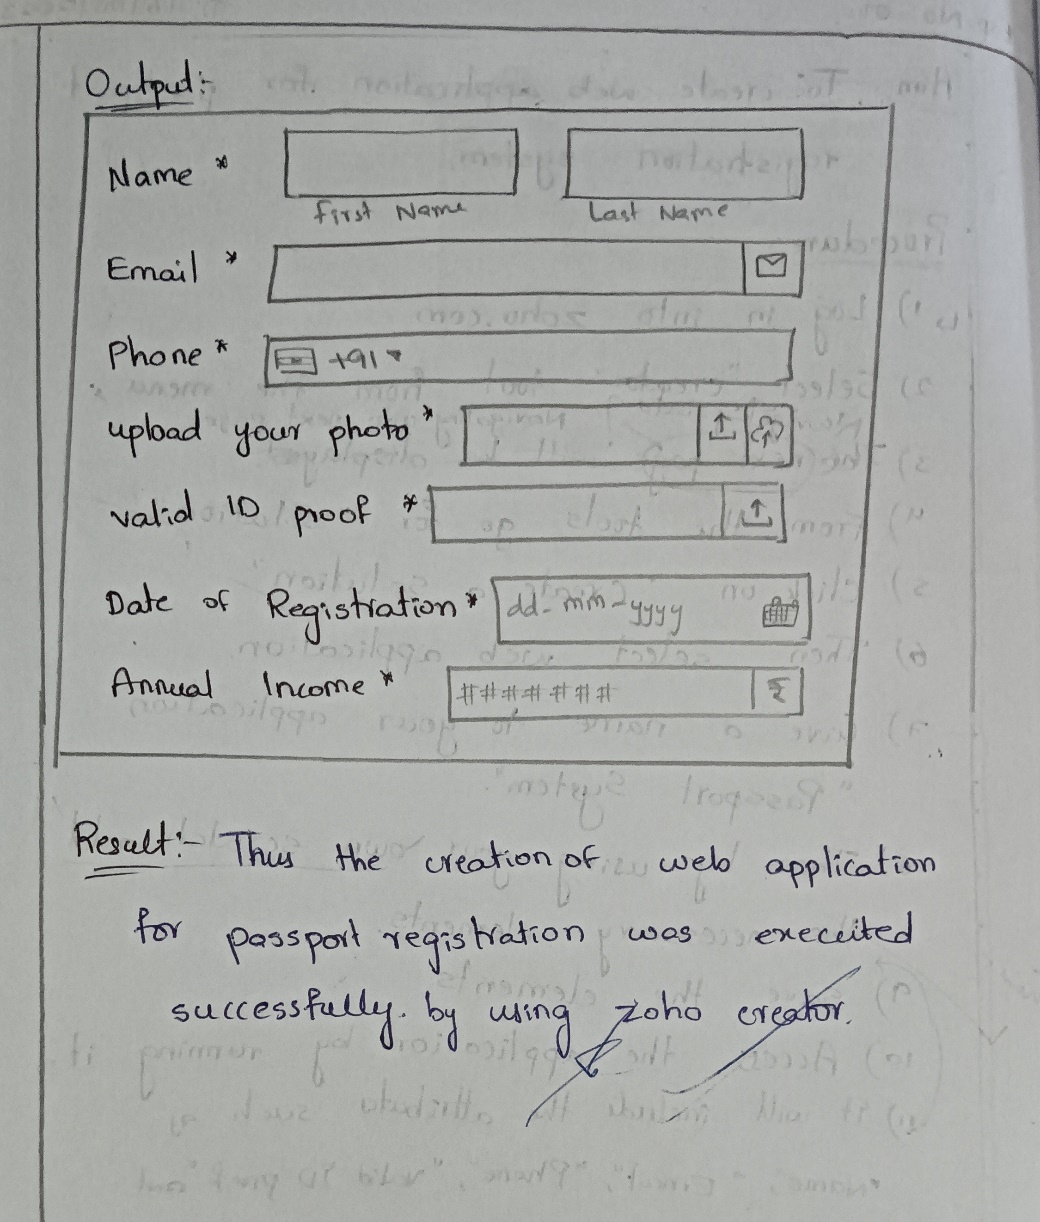 Output:-
Name *
First Name Last Name
Email *
Phone * +91
upload your photo *
valid ID proof *
Date of Registration * dd-mm-yyyy
Annual Income * ####### ₹
Result:- Thus the creation of web application
for passport registration was executed
successfully. by using zoho creator.